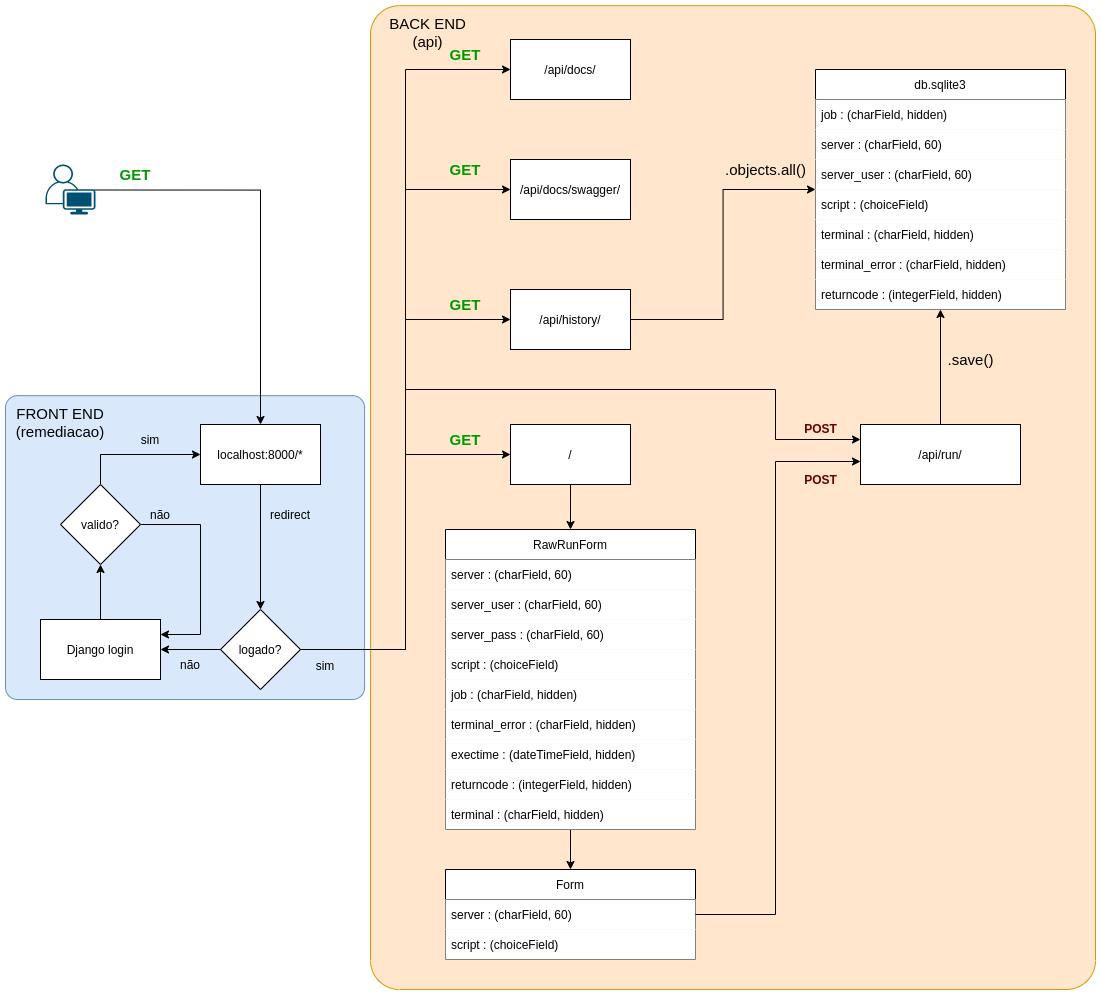 BACK END
(api)
GET
/api/docs/
GET
/api/docs/swagger/
GET
/api/history/
.objects.all()
db.sqlite3
job : (charField, hidden)
server : (charField, 60)
server_user : (charField, 60)
script : (choiceField)
terminal : (charField, hidden)
terminal_error : (charField, hidden)
returncode : (integerField, hidden)
.save()
GET
FRONT END
(remediacao)
sim
localhost:8000/*
valido?
não
redirect
Django login
não
logado?
sim
GET
/
POST
POST
/api/run/
RawRunForm
server : (charField, 60)
server_user : (charField, 60)
server_pass : (charField, 60)
script : (choiceField)
job : (charField, hidden)
terminal_error : (charField, hidden)
exectime : (dateTimeField, hidden)
returncode : (integerField, hidden)
terminal : (charField, hidden)
Form
server : (charField, 60)
script : (choiceField)